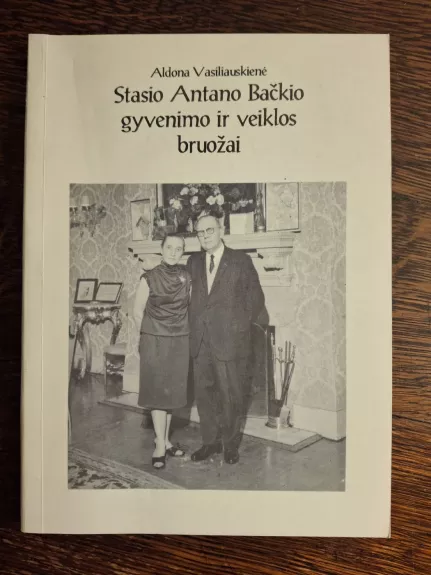 Aldona Vasiliauskienė
Stasio Antano Bačkio
gyvenimo ir veiklos
bruožai